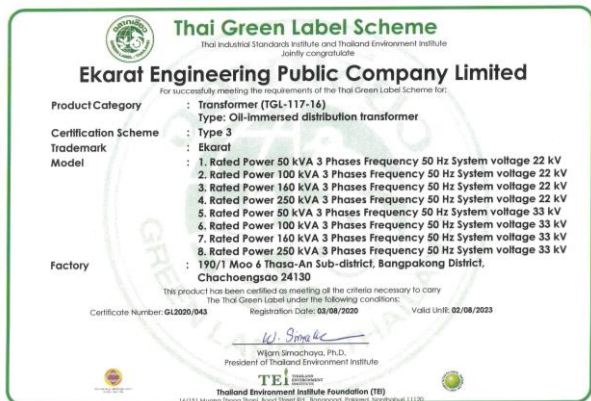 Thai Green Label Scheme
Thai Industrial Standards Institute and Thailand Environment Institute
Jointly congratulate
Ekarat Engineering Public Company Limited
For successfully meeting the requirements of the Thai Green Label Scheme for:
Product Category : Transformer (TGL-117-16)
Type: Oil-immersed distribution transformer
Certification Scheme : Type 3
Trademark : Ekarat
Model : 1. Rated Power 50 kVA 3 Phases Frequency 50 Hz System voltage 22 kV
2. Rated Power 100 kVA 3 Phases Frequency 50 Hz System voltage 22 kV
3. Rated Power 160 kVA 3 Phases Frequency 50 Hz System voltage 22 kV
4. Rated Power 250 kVA 3 Phases Frequency 50 Hz System voltage 22 kV
5. Rated Power 50 kVA 3 Phases Frequency 50 Hz System voltage 33 kV
6. Rated Power 100 kVA 3 Phases Frequency 50 Hz System voltage 33 kV
7. Rated Power 160 kVA 3 Phases Frequency 50 Hz System voltage 33 kV
8. Rated Power 250 kVA 3 Phases Frequency 50 Hz System voltage 33 kV
Factory : 190/1 Moo 6 Thasa-An Sub-district, Bangpakong District,
Chachoengsao 24130
This product has been certified as meeting all the criteria necessary to carry
The Thai Green Label under the following conditions:
Certificate Number: GL2020/043 Registration Date: 03/08/2020 Valid Until: 02/08/2023
Wijarn Simachaya, Ph.D.
President of Thailand Environment Institute
TEI THAILAND ENVIRONMENT INSTITUTE
Thailand Environment Institute Foundation (TEI)